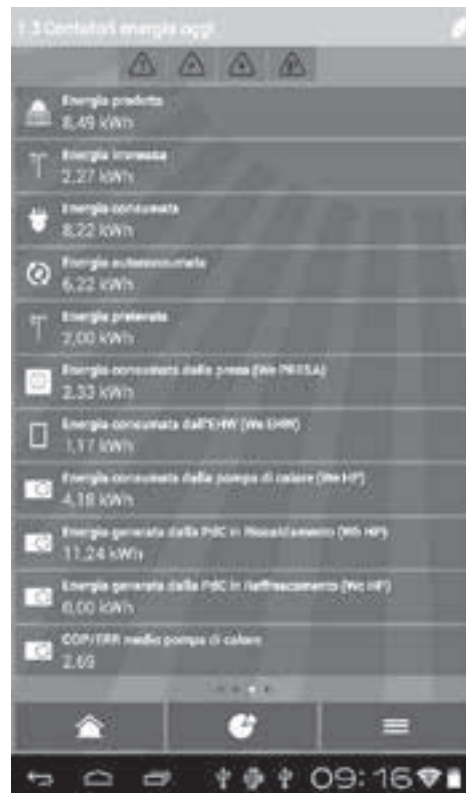 1.3 Contatori energia oggi
Energia prodotta
8,49 kWh
Energia immessa
2,27 kWh
Energia consumata
8,22 kWh
Energia autoconsumata
6,22 kWh
Energia prelevata
2,00 kWh
Energia consumata dalla presa (We PRESA)
2,33 kWh
Energia consumata dall'EHW (We EHW)
1,17 kWh
Energia consumata dalla pompa di calore (We HP)
4,18 kWh
Energia generata dalla PdC in Riscaldamento (Wh HP)
11,24 kWh
Energia generata dalla PdC in Raffrescamento (Wc HP)
0,00 kWh
COP/ERR medio pompa di calore
2,69
09:16